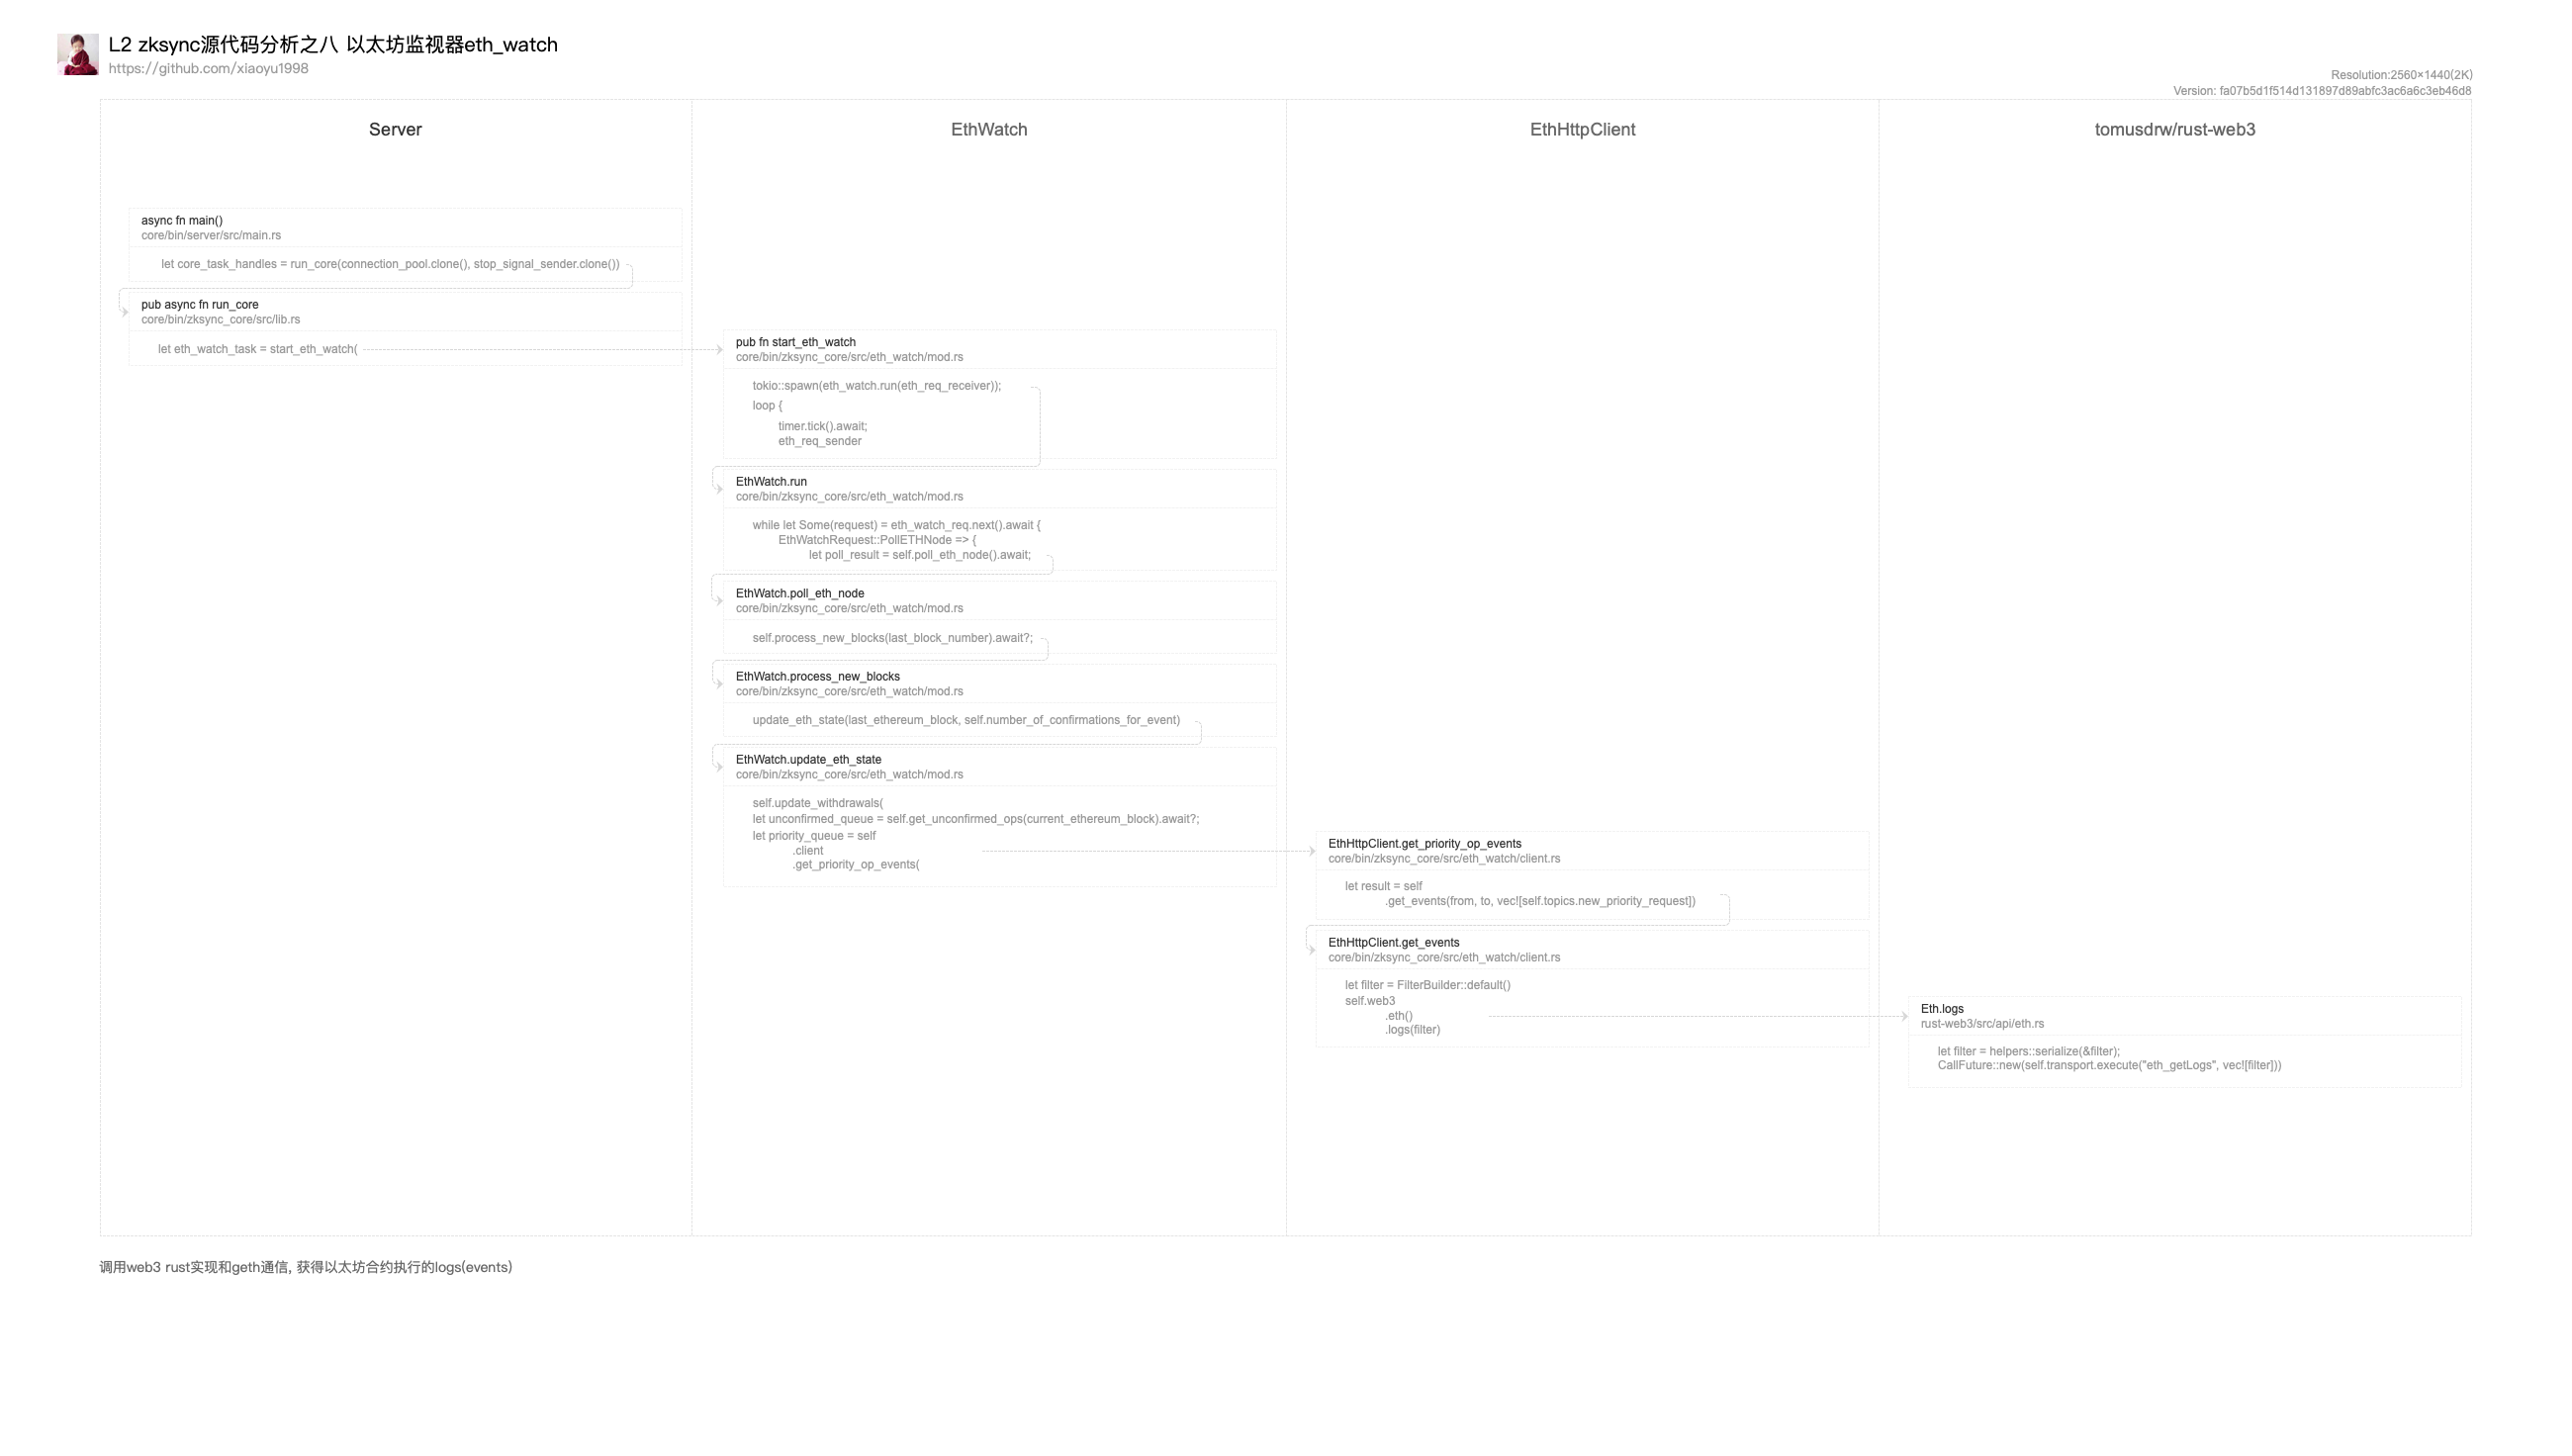 L2 zksync源代码分析之八 以太坊监视器eth_watch
https://github.com/xiaoyu1998
Resolution:2560×1440(2K)
Version: fa07b5d1f514d131897d89abfc3ac6a6c3eb46d8
Server
async fn main()
core/bin/server/src/main.rs
let core_task_handles = run_core(connection_pool.clone(), stop_signal_sender.clone())
pub async fn run_core
core/bin/zksync_core/src/lib.rs
let eth_watch_task = start_eth_watch(
EthWatch
pub fn start_eth_watch
core/bin/zksync_core/src/eth_watch/mod.rs
tokio::spawn(eth_watch.run(eth_req_receiver));
loop {
timer.tick().await;
eth_req_sender
EthWatch.run
core/bin/zksync_core/src/eth_watch/mod.rs
while let Some(request) = eth_watch_req.next().await {
EthWatchRequest::PollETHNode => {
let poll_result = self.poll_eth_node().await;
EthWatch.poll_eth_node
core/bin/zksync_core/src/eth_watch/mod.rs
self.process_new_blocks(last_block_number).await?;
EthWatch.process_new_blocks
core/bin/zksync_core/src/eth_watch/mod.rs
update_eth_state(last_ethereum_block, self.number_of_confirmations_for_event)
EthWatch.update_eth_state
core/bin/zksync_core/src/eth_watch/mod.rs
self.update_withdrawals(
let unconfirmed_queue = self.get_unconfirmed_ops(current_ethereum_block).await?;
let priority_queue = self
.client
.get_priority_op_events(
EthHttpClient
EthHttpClient.get_priority_op_events
core/bin/zksync_core/src/eth_watch/client.rs
let result = self
.get_events(from, to, vec![self.topics.new_priority_request])
EthHttpClient.get_events
core/bin/zksync_core/src/eth_watch/client.rs
let filter = FilterBuilder::default()
self.web3
.eth()
.logs(filter)
tomusdrw/rust-web3
Eth.logs
rust-web3/src/api/eth.rs
let filter = helpers::serialize(&filter);
CallFuture::new(self.transport.execute("eth_getLogs", vec![filter]))
调用web3 rust实现和geth通信, 获得以太坊合约执行的logs(events)